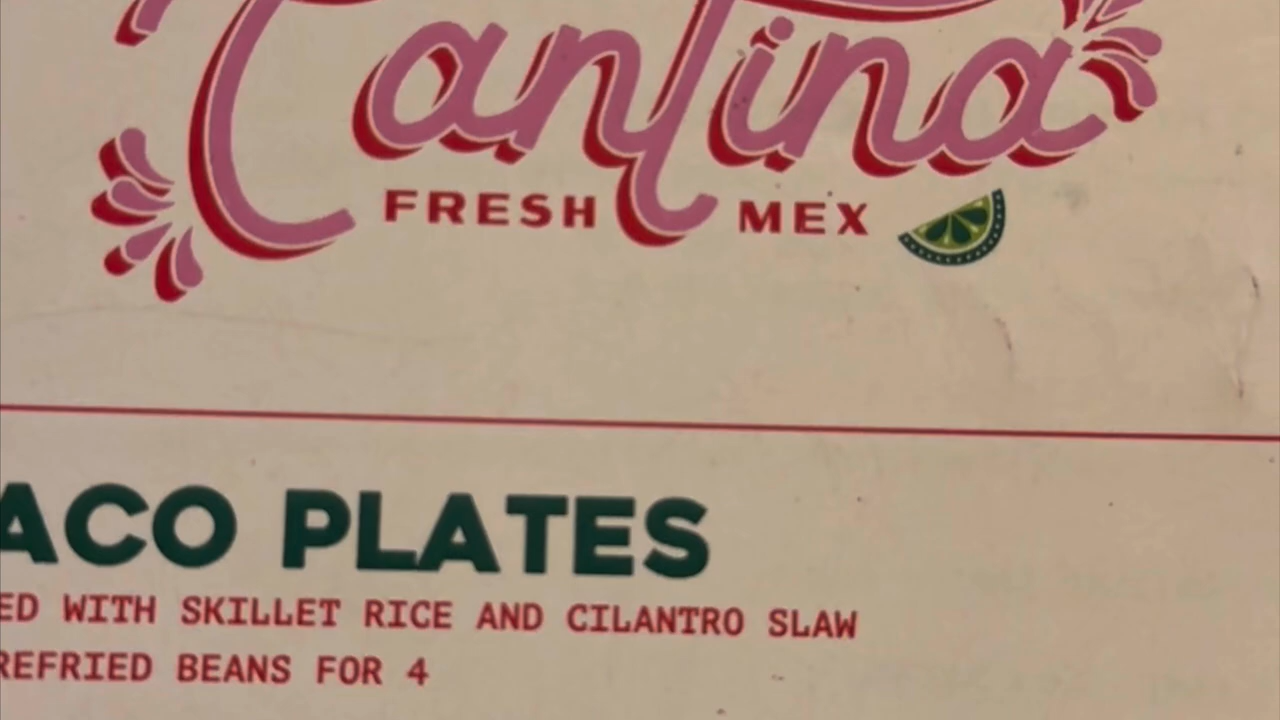 Cantina
FRESH MEX
ACO PLATES
ED WITH SKILLET RICE AND CILANTRO SLAW
REFRIED BEANS FOR 4